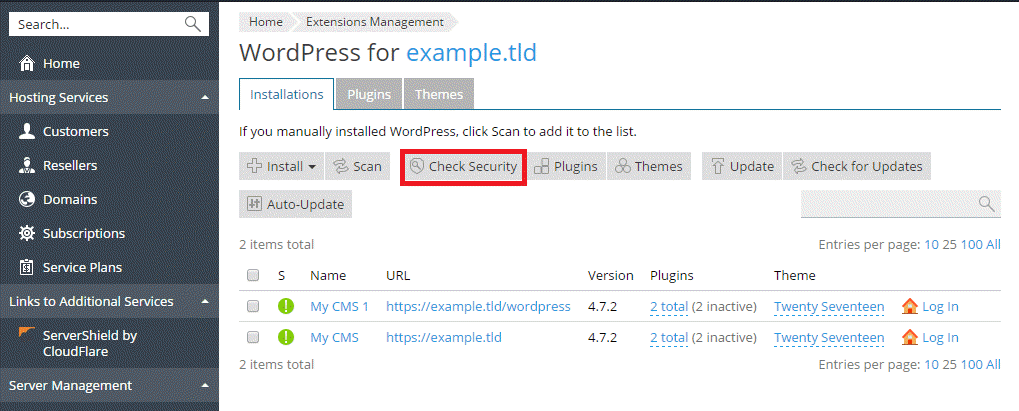 Search...
Home
Hosting Services
Customers
Resellers
Domains
Subscriptions
Service Plans
Links to Additional Services
ServerShield by
CloudFlare
Server Management
Home Extensions Management
WordPress for example.tld
Installations Plugins Themes
If you manually installed WordPress, click Scan to add it to the list.
Install Scan Check Security Plugins Themes Update Check for Updates
Auto-Update
2 items total Entries per page: 10 25 100 All
S Name URL Version Plugins Theme
My CMS 1 https://example.tld/wordpress 4.7.2 2 total (2 inactive) Twenty Seventeen Log In
My CMS https://example.tld 4.7.2 2 total (2 inactive) Twenty Seventeen Log In
2 items total Entries per page: 10 25 100 All